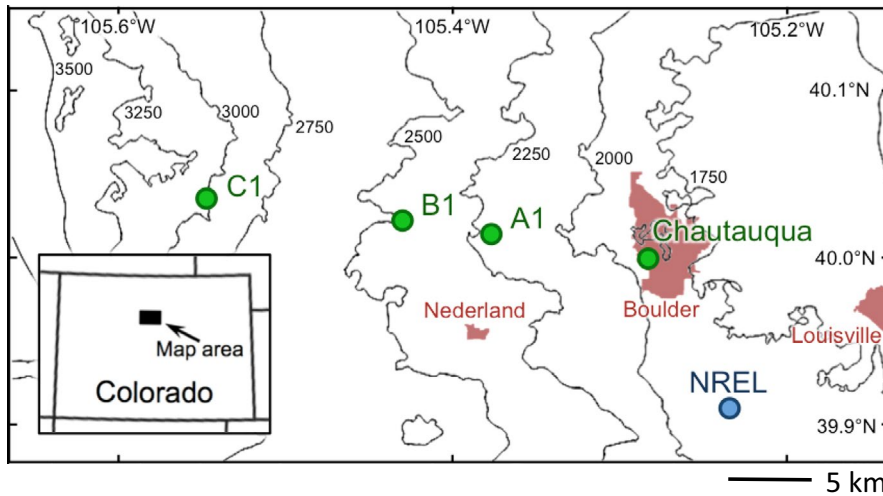 105.6°W
105.4°W
105.2°W
3500
40.1°N
3250
3000
2750
2500
2250
2000
1750
C1
B1
A1
Chautauqua
40.0°N
Nederland
Boulder
Louisville
Map area
Colorado
NREL
39.9°N
5 km